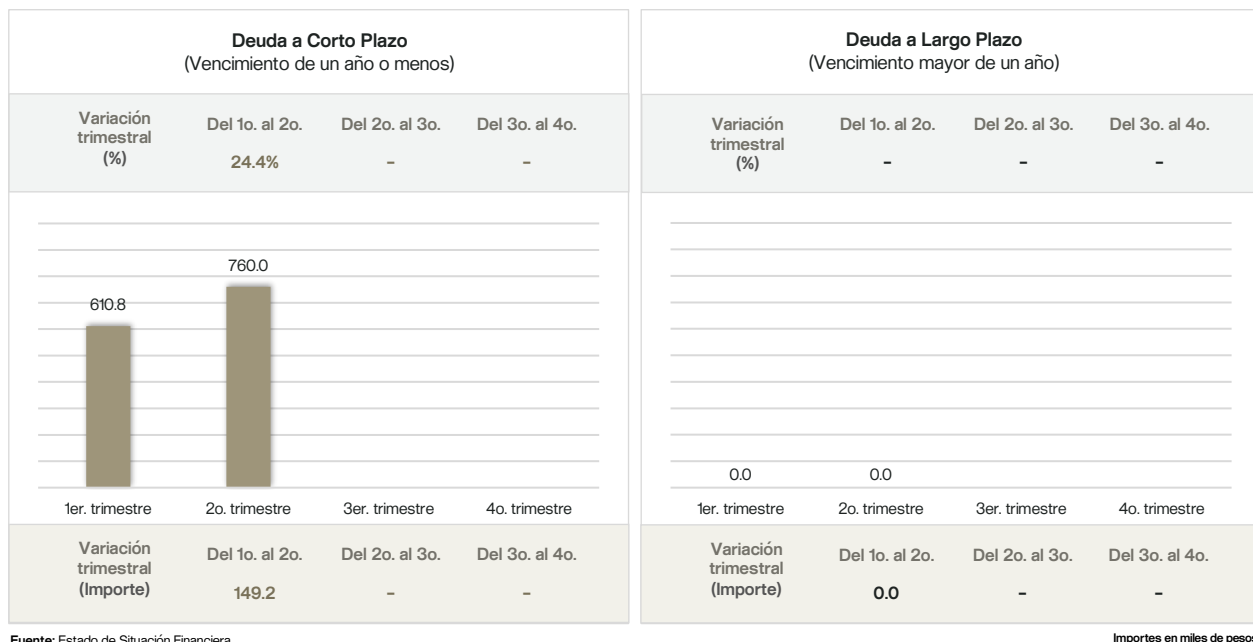 Deuda a Corto Plazo
(Vencimiento de un año o menos)
Variación trimestral (%)
Del 1o. al 2o.
Del 2o. al 3o.
Del 3o. al 4o.
24.4%
–
–
610.8
760.0
1er. trimestre
2o. trimestre
3er. trimestre
4o. trimestre
Variación trimestral (Importe)
Del 1o. al 2o.
Del 2o. al 3o.
Del 3o. al 4o.
149.2
–
–
Deuda a Largo Plazo
(Vencimiento mayor de un año)
Variación trimestral (%)
Del 1o. al 2o.
Del 2o. al 3o.
Del 3o. al 4o.
–
–
–
0.0
0.0
1er. trimestre
2o. trimestre
3er. trimestre
4o. trimestre
Variación trimestral (Importe)
Del 1o. al 2o.
Del 2o. al 3o.
Del 3o. al 4o.
0.0
–
–
Fuente: Estado de Situación Financiera
Importes en miles de pesos